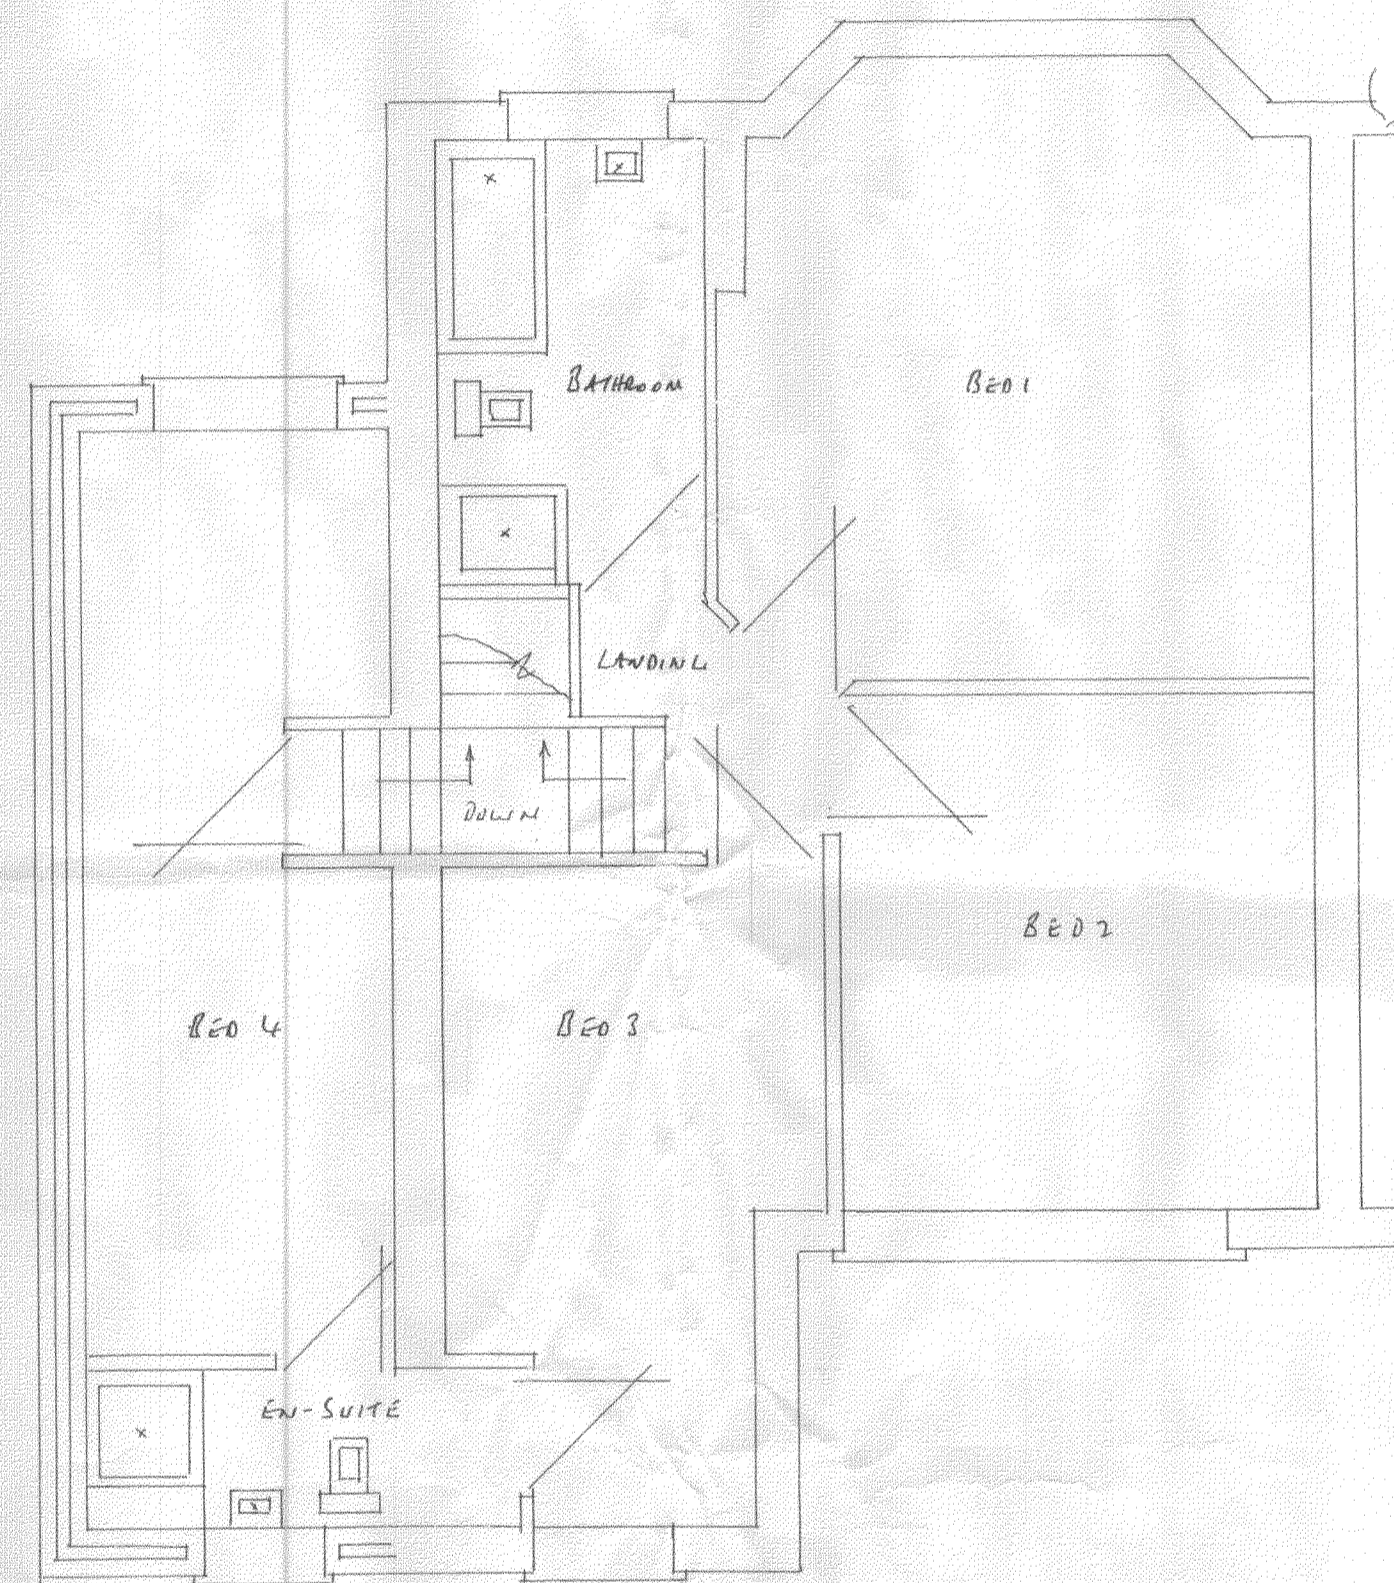 BATHROOM
BED 1
LANDING
DOWN
BED 2
BED 4
BED 3
EN-SUITE